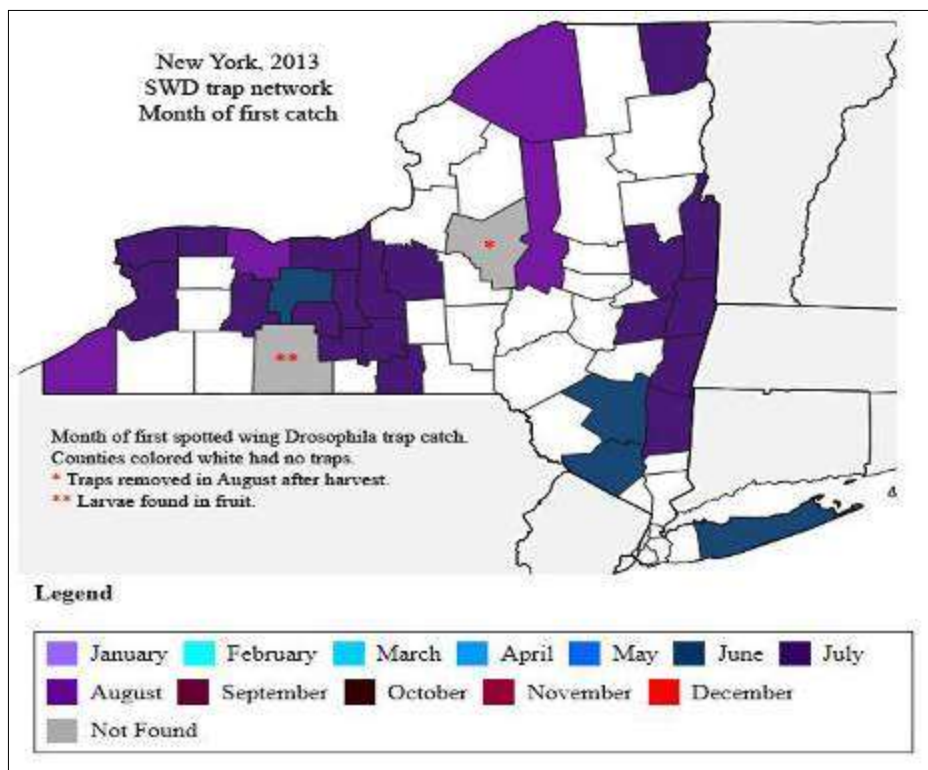 New York, 2013
SWD trap network
Month of first catch
*
**
Month of first spotted wing Drosophila trap catch.
Counties colored white had no traps.
* Traps removed in August after harvest.
** Larvae found in fruit.
Legend
January February March April May June July
August September October November December
Not Found